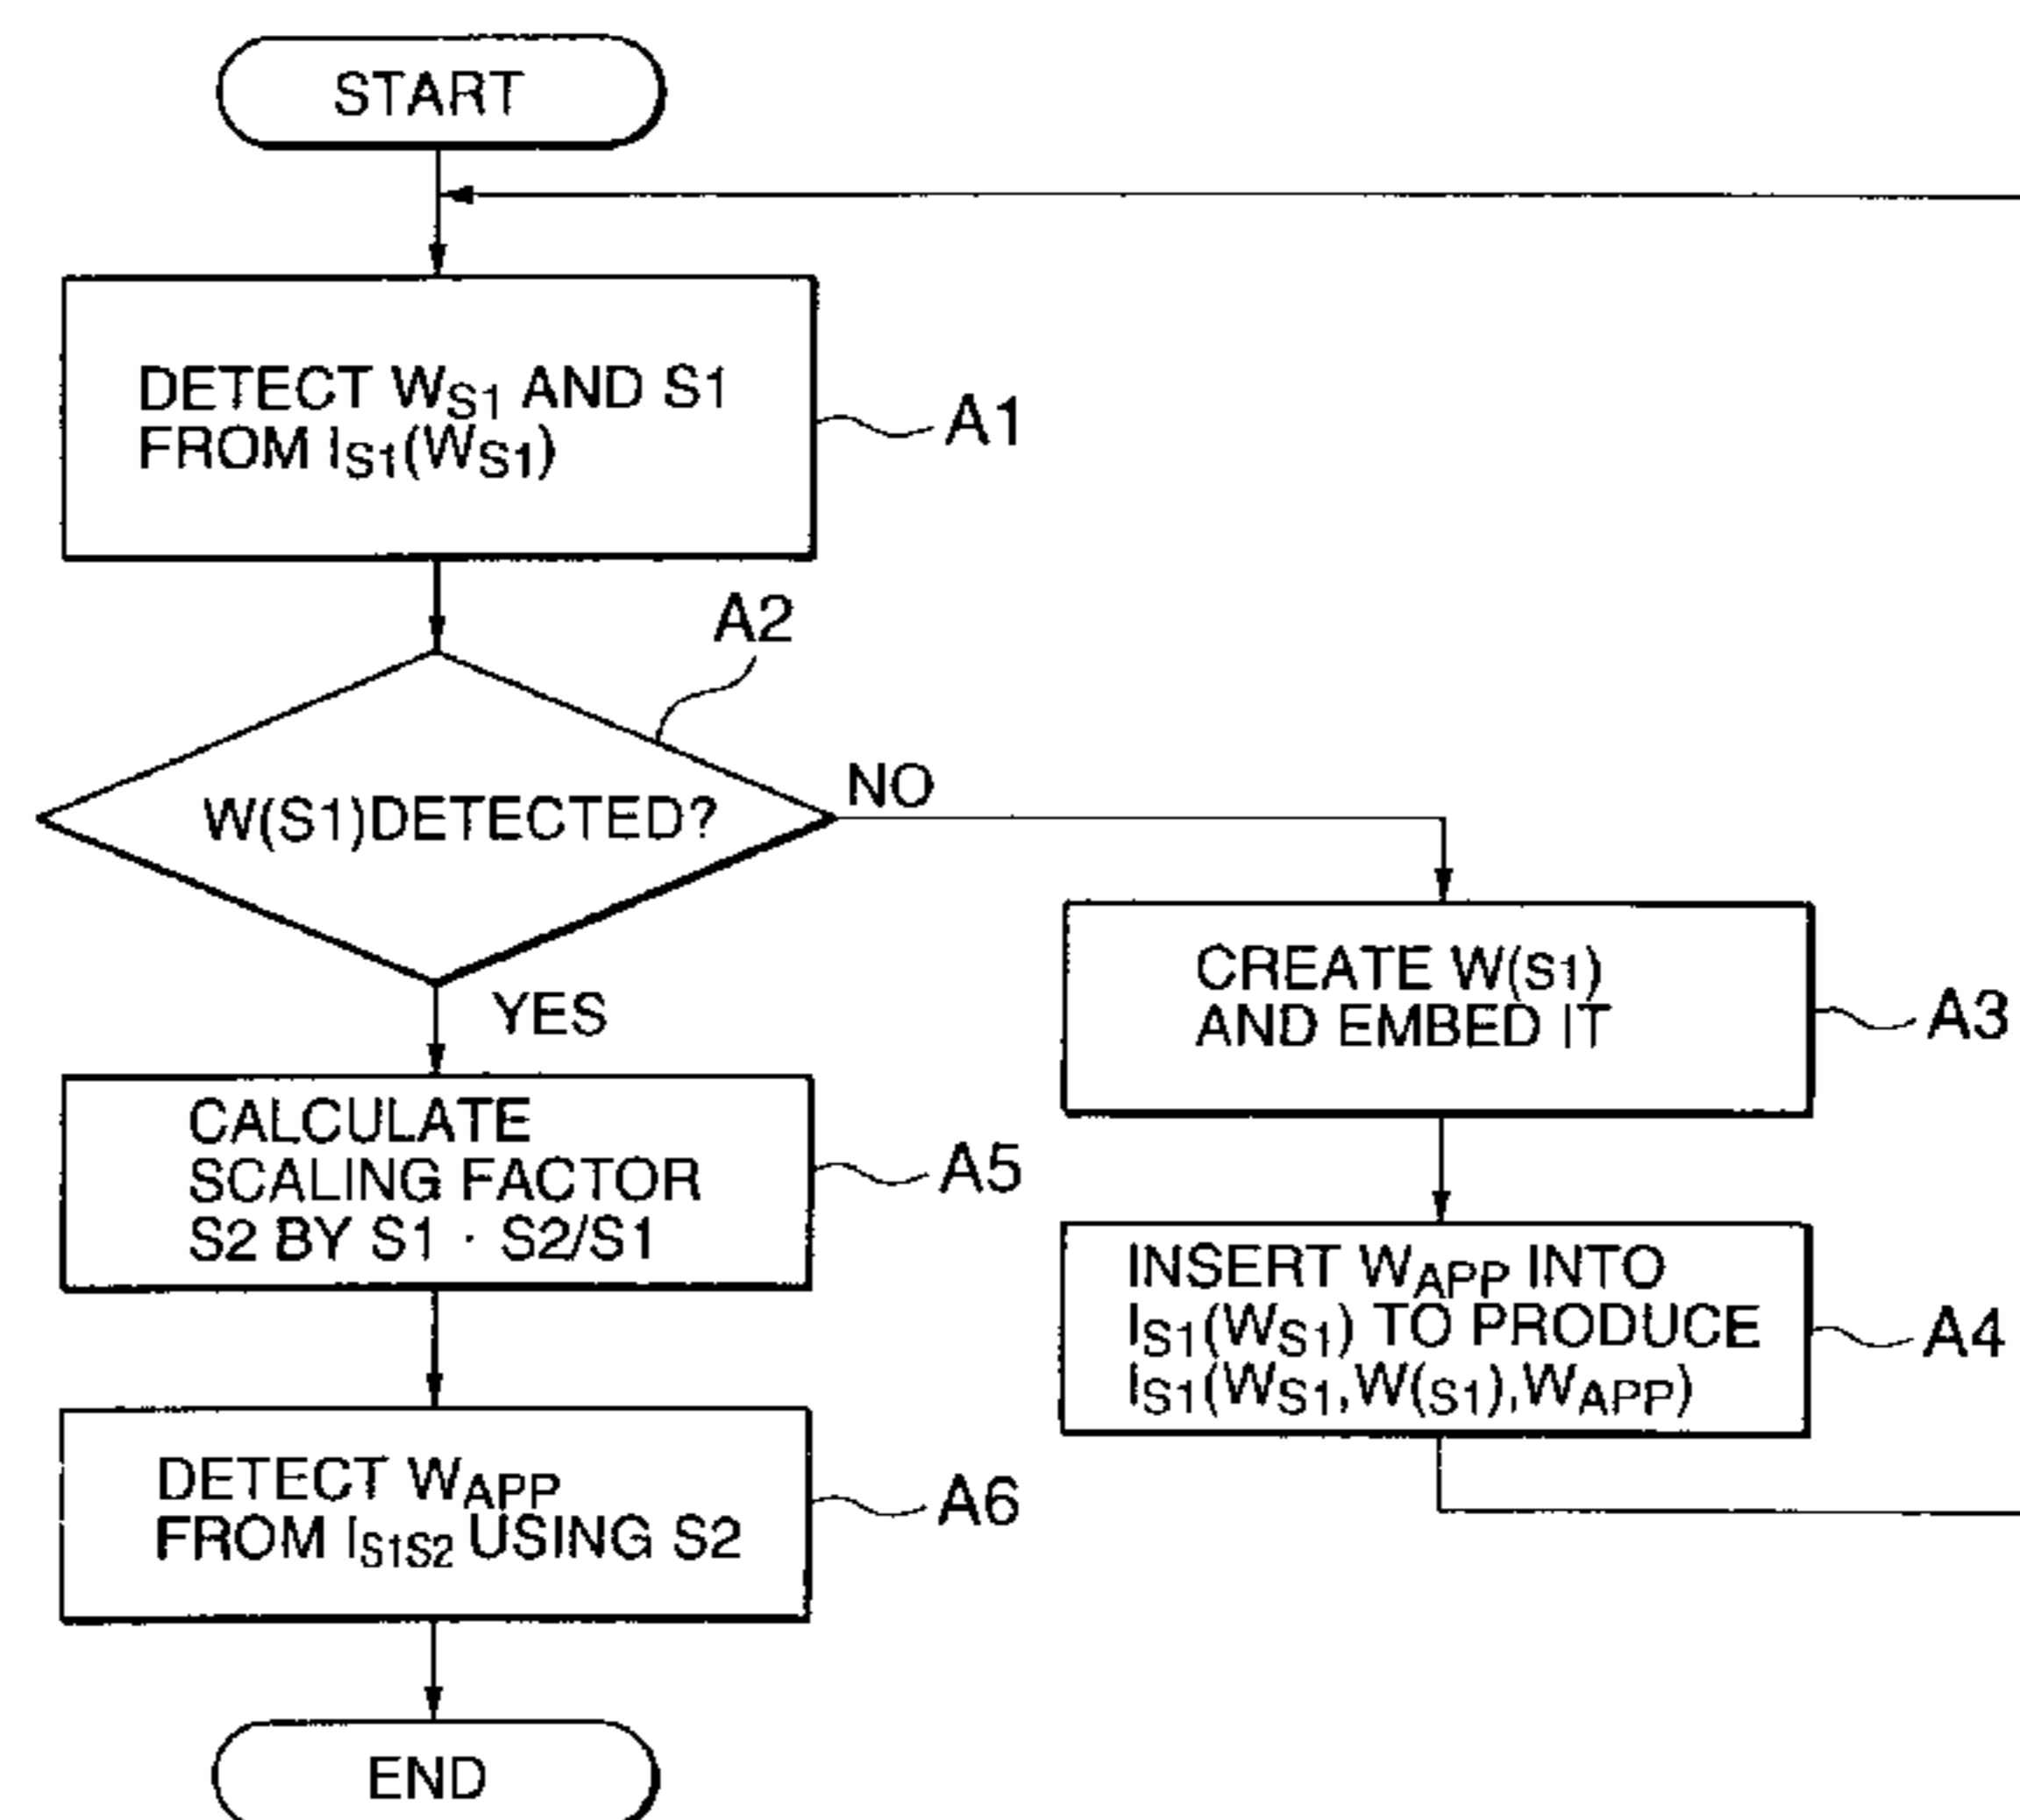 START
DETECT WS1 AND S1
FROM IS1(WS1)
A1
A2
W(S1)DETECTED?
NO
YES
CREATE W(S1)
AND EMBED IT
A3
CALCULATE
SCALING FACTOR
S2 BY S1 · S2/S1
A5
INSERT WAPP INTO
IS1(WS1) TO PRODUCE
IS1(WS1,W(S1),WAPP)
A4
DETECT WAPP
FROM IS1S2 USING S2
A6
END